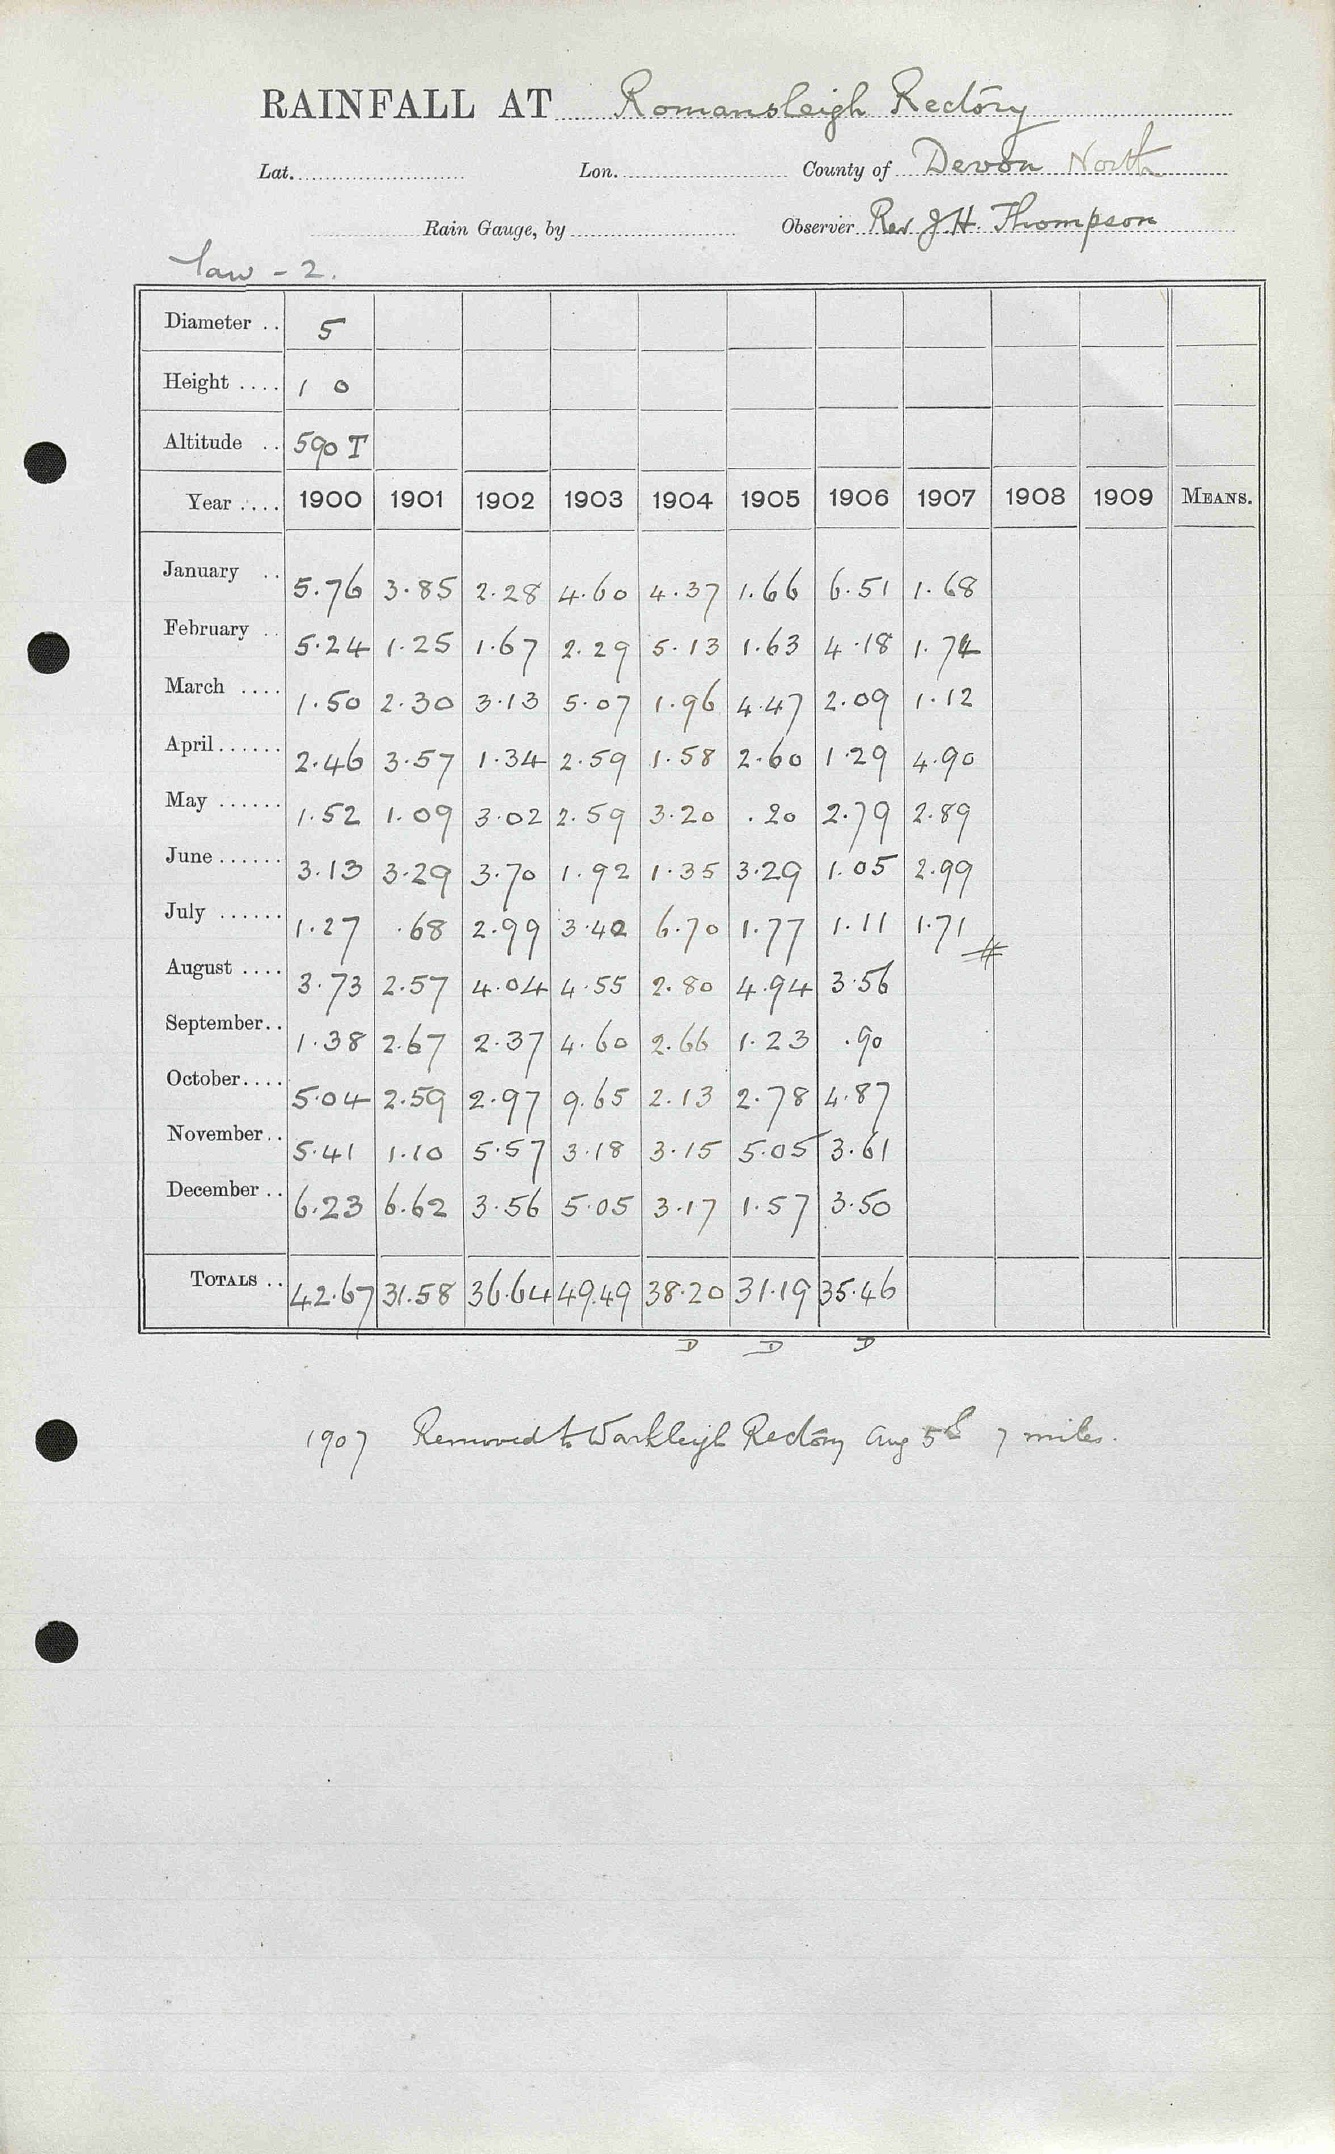 RAINFALL AT Romansleigh Rectory
Lat. Lon. County of Devon North
Rain Gauge, by Observer Rev J.H. Thompson
Taw - 2.
Diameter .. 5
Height .... 1 0
Altitude .. 590 T
Year .... 1900 1901 1902 1903 1904 1905 1906 1907 1908 1909 MEANS.
January .. 5.76 3.85 2.28 4.60 4.37 1.66 6.51 1.68
February .. 5.24 1.25 1.67 2.29 5.13 1.63 4.18 1.74
March .... 1.50 2.30 3.13 5.07 1.96 4.47 2.09 1.12
April...... 2.46 3.57 1.34 2.59 1.58 2.60 1.29 4.90
May ...... 1.52 1.09 3.02 2.59 3.20 .20 2.79 2.89
June...... 3.13 3.29 3.70 1.92 1.35 3.29 1.05 2.99
July ...... 1.27 .68 2.99 3.40 6.70 1.77 1.11 1.71
August .... 3.73 2.57 4.04 4.55 2.80 4.94 3.56
September.. 1.38 2.67 2.37 4.60 2.66 1.23 .90
October.... 5.04 2.59 2.97 9.65 2.13 2.78 4.87
November.. 5.41 1.10 5.57 3.18 3.15 5.05 3.61
December .. 6.23 6.62 3.56 5.05 3.17 1.57 3.50
TOTALS .. 42.67 31.58 36.64 49.49 38.20 31.19 35.46
D D D
1907 Removed to Warkleigh Rectory Aug 5th 7 miles.